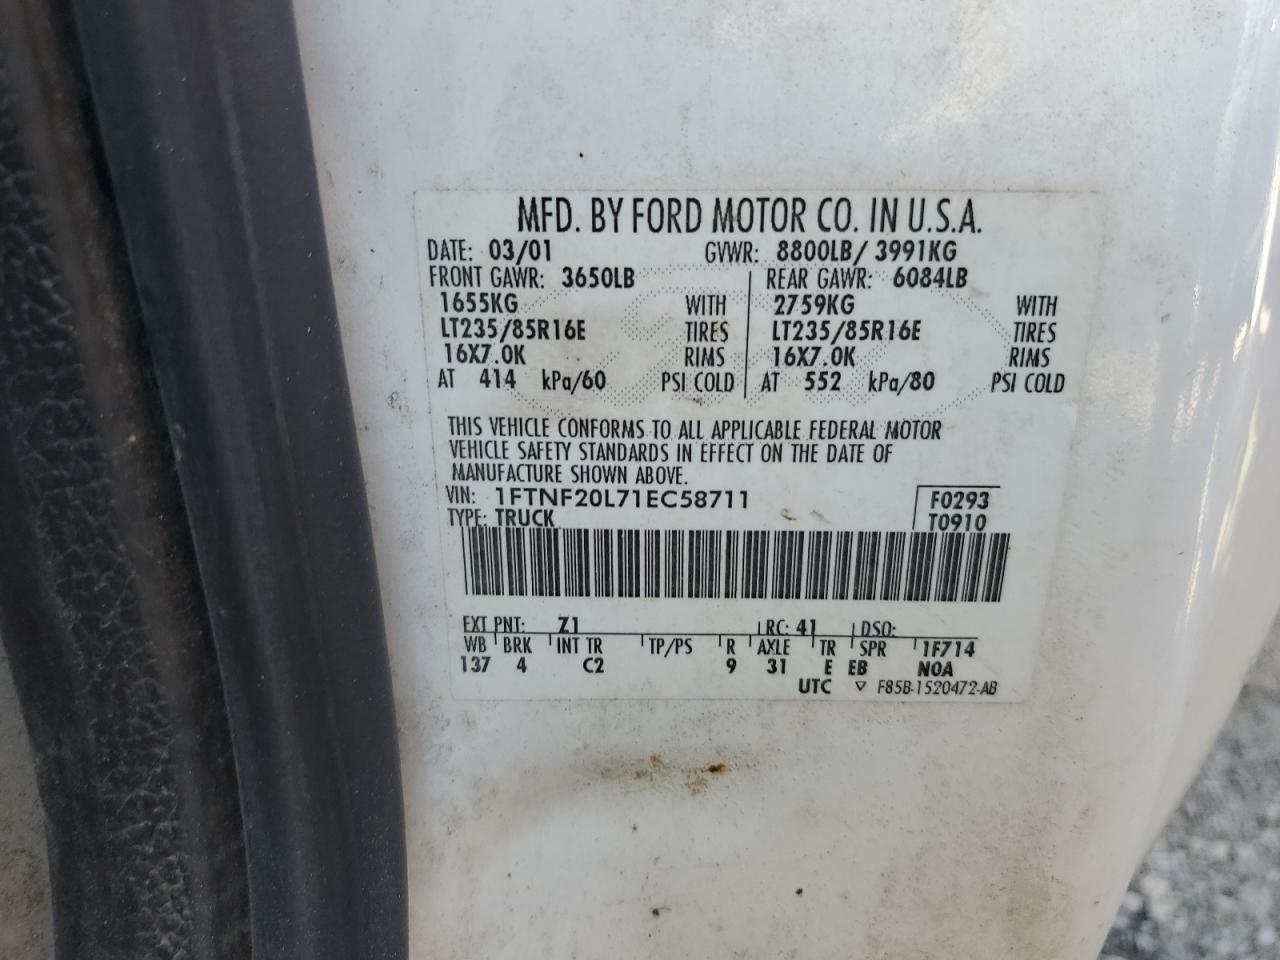 MFD. BY FORD MOTOR CO. IN U.S.A.
DATE: 03/01 GVWR: 8800LB/ 3991KG
FRONT GAWR: 3650LB REAR GAWR: 6084LB
1655KG WITH 2759KG WITH
LT235/85R16E TIRES LT235/85R16E TIRES
16X7.0K RIMS 16X7.0K RIMS
AT 414 kPa/60 PSI COLD AT 552 kPa/80 PSI COLD
THIS VEHICLE CONFORMS TO ALL APPLICABLE FEDERAL MOTOR
VEHICLE SAFETY STANDARDS IN EFFECT ON THE DATE OF
MANUFACTURE SHOWN ABOVE.
VIN: 1FTNF20L71EC58711 F0293
TYPE: TRUCK T0910
EXT PNT: Z1 RC: 41 DSO:
WB BRK INT TR TP/PS R AXLE TR SPR 1F714
137 4 C2 9 31 E EB N0A
UTC ▽ F85B-1520472-AB